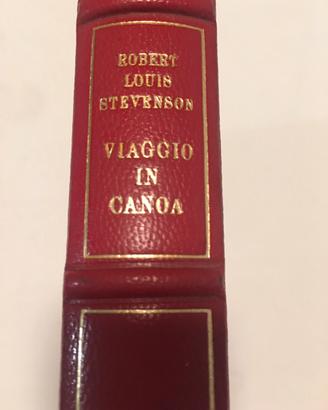 ROBERT
LOUIS
STEVENSON
VIAGGIO
IN
CANOA